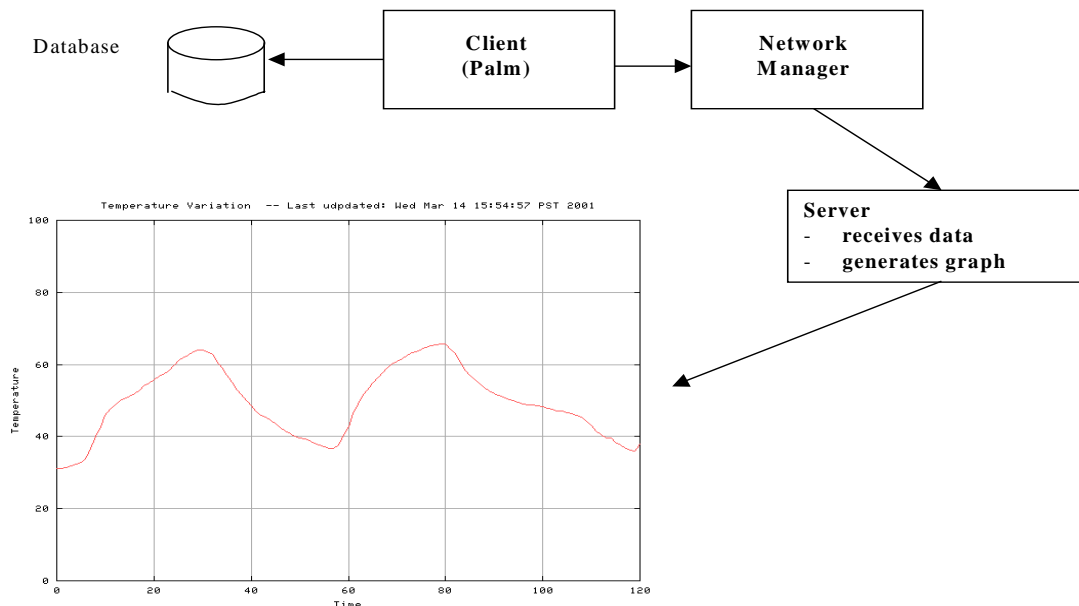 Database
Client
(Palm)
Network
Manager
Server
- receives data
- generates graph
Temperature Variation -- Last udpdated: Wed Mar 14 15:54:57 PST 2001
100
80
60
40
20
0
Temperature
0 20 40 60 80 100 120
Time